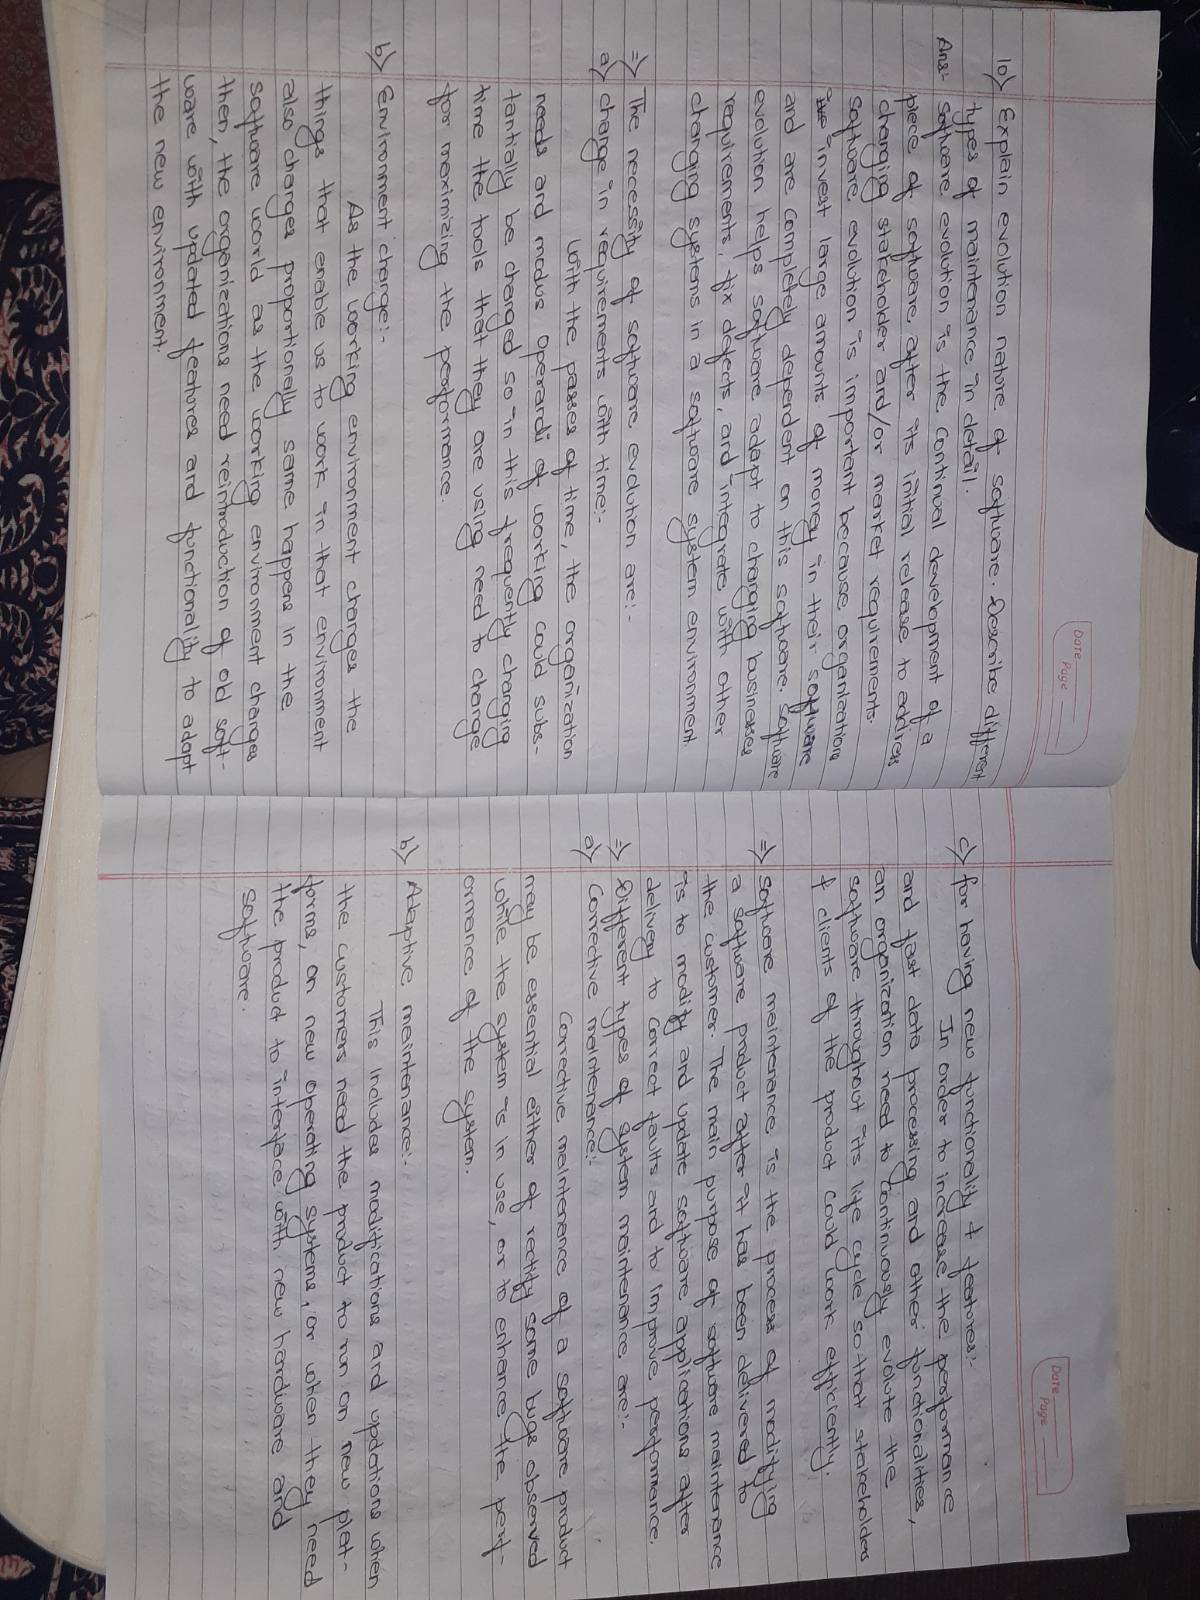 Date
Page
10) Explain evolution nature of software. Describe different
types of maintenance in detail.
Ans:- software evolution is the continual development of a
piece of software after its initial release to address
changing stakeholder and/or market requirements.
Software evolution is important because organizations
invest large amounts of money in their software
and are completely dependent on this software. software
evolution helps software adapt to changing businesses
requirements, fix defects, and integrate with other
changing systems in a software system environment
=> The necessity of software evolution are:-
a) change in requirements with time:-
With the passes of time, the organization
needs and modus operandi of working could subs-
tantially be changed so in this frequently changing
time the tools that they are using need to change
for maximizing the performance.
b) Environment change:-
As the working environment changes the
things that enable us to work in that environment
also changes proportionally same happens in the
software world as the working environment changes
then, the organizations need reintroduction of old soft-
ware with updated features and functionality to adapt
the new environment.
Date
Page
c) for having new functionality & features:-
In order to increase the performance
and fast data processing and other functionalities,
an organization need to continuously evolute the
software throughout its life cycle so that stakeholders
& clients of the product could work efficiently.
=> Software maintenance is the process of modifying
a software product after it has been delivered to
the customer. The main purpose of software maintenance
is to modify and update software applications after
delivery to correct faults and to improve performance.
=> Different types of system maintenance are:-
a) Corrective maintenance:-
Corrective maintenance of a software product
may be essential either of rectify some bugs observed
while the system is in use, or to enhance the perf-
ormance of the system.
b) Adaptive maintenance:-
This includes modifications and updations when
the customers need the product to run on new plat-
forms, on new operating systems, or when they need
the product to interface with new hardware and
software.